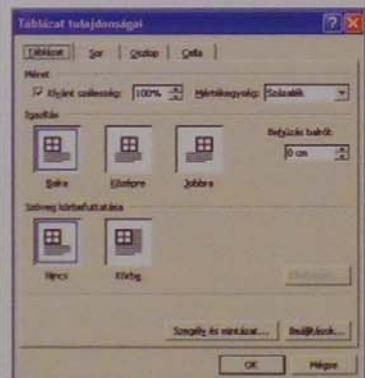 Táblázat tulajdonságai
Táblázat Sor Oszlop Cella
Méret
Kívánt szélesség: 100% Mértékegység: Százalék
Igazítás
Balra Középre Jobbra
Behúzás balról:
0 cm
Szöveg körbefuttatása
Nincs Körbe
Szegély és mintázat... Beállítások...
OK Mégse